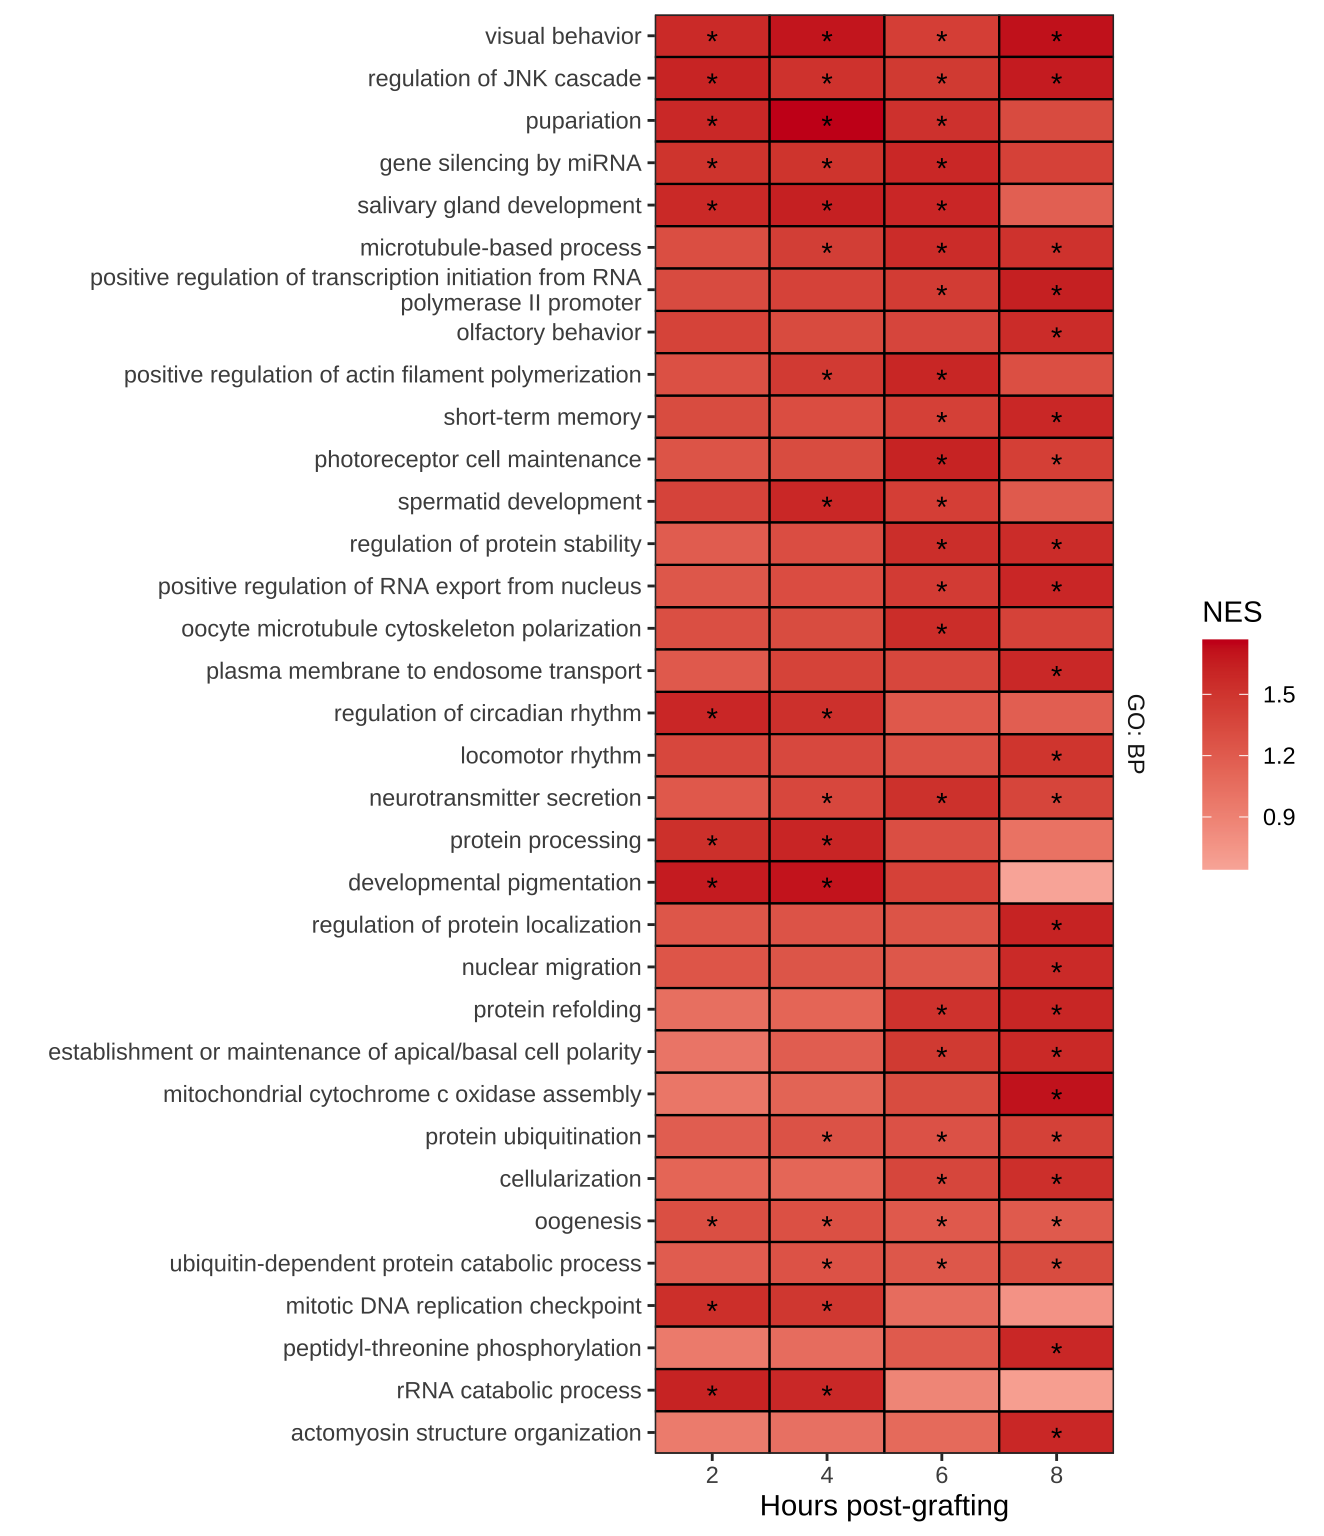 visual behavior
* * * *
regulation of JNK cascade
* * * *
pupariation
* * *
gene silencing by miRNA
* * *
salivary gland development
* * *
microtubule-based process
* * *
positive regulation of transcription initiation from RNA
polymerase II promoter
* *
olfactory behavior
*
positive regulation of actin filament polymerization
* *
short-term memory
* *
photoreceptor cell maintenance
* *
spermatid development
* *
regulation of protein stability
* *
positive regulation of RNA export from nucleus
* *
oocyte microtubule cytoskeleton polarization
*
plasma membrane to endosome transport
*
regulation of circadian rhythm
* *
locomotor rhythm
*
neurotransmitter secretion
* * *
protein processing
* *
developmental pigmentation
* *
regulation of protein localization
*
nuclear migration
*
protein refolding
* *
establishment or maintenance of apical/basal cell polarity
* *
mitochondrial cytochrome c oxidase assembly
*
protein ubiquitination
* * *
cellularization
* *
oogenesis
* * * *
ubiquitin-dependent protein catabolic process
* * *
mitotic DNA replication checkpoint
* *
peptidyl-threonine phosphorylation
*
rRNA catabolic process
* *
actomyosin structure organization
*
2 4 6 8
Hours post-grafting
GO: BP
NES
1.5
1.2
0.9